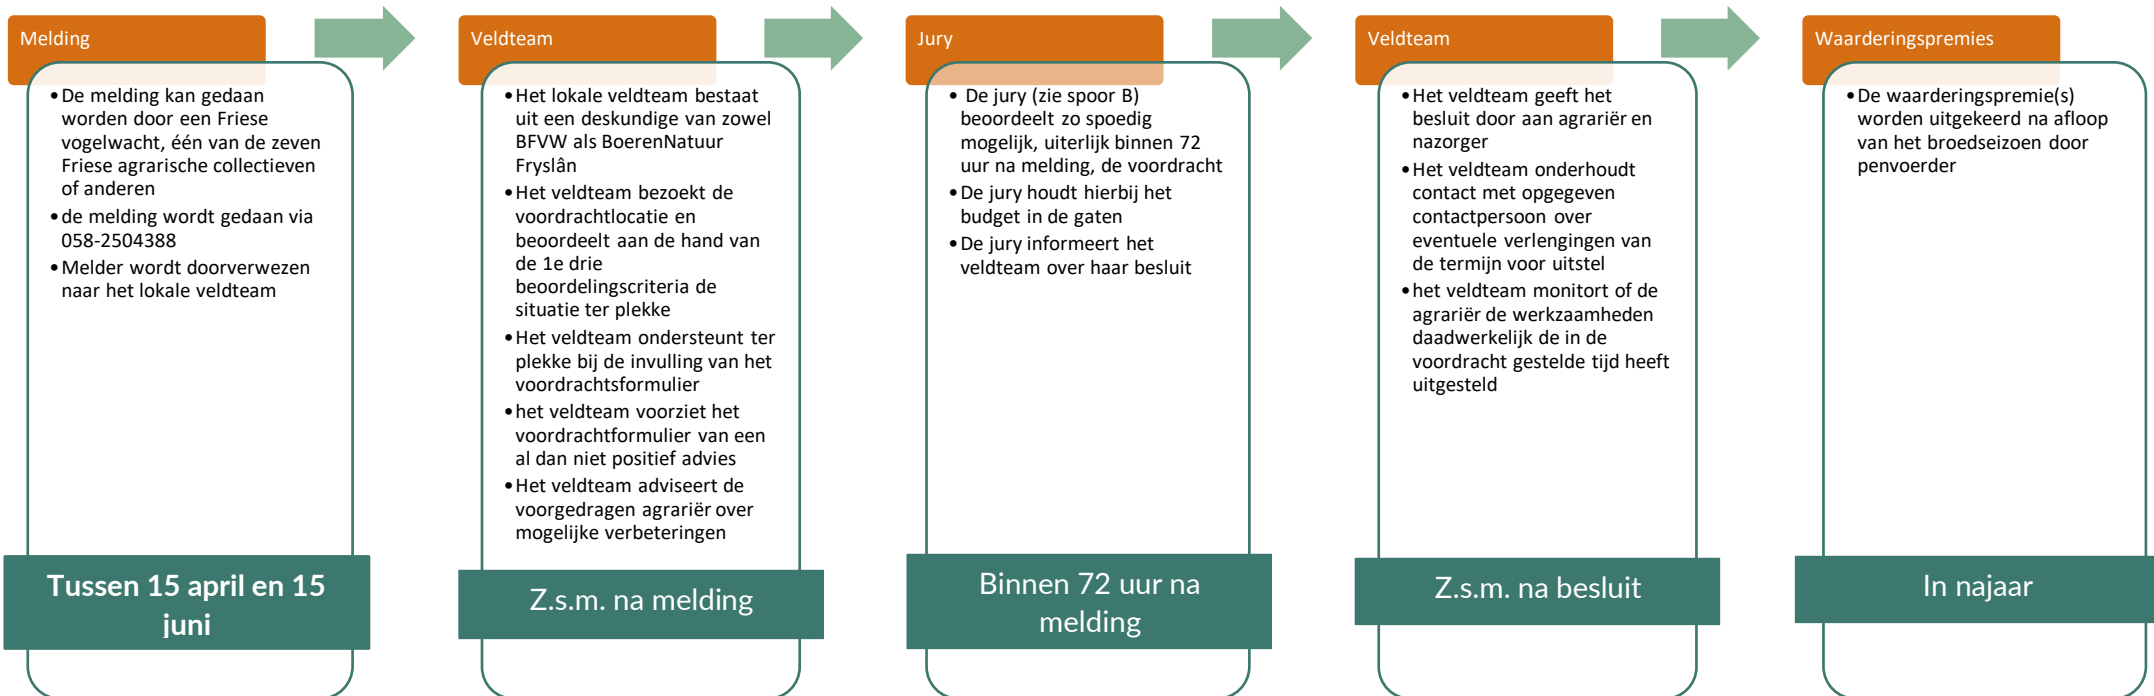 Melding
• De melding kan gedaan
worden door een Friese
vogelwacht, één van de zeven
Friese agrarische collectieven
of anderen
• de melding wordt gedaan via
058-2504388
• Melder wordt doorverwezen
naar het lokale veldteam
Tussen 15 april en 15
juni
Veldteam
• Het lokale veldteam bestaat
uit een deskundige van zowel
BFVW als BoerenNatuur
Fryslân
• Het veldteam bezoekt de
voordrachtlocatie en
beoordeelt aan de hand van
de 1e drie
beoordelingscriteria de
situatie ter plekke
• Het veldteam ondersteunt ter
plekke bij de invulling van het
voordrachtsformulier
• het veldteam voorziet het
voordrachtformulier van een
al dan niet positief advies
• Het veldteam adviseert de
voorgedragen agrariër over
mogelijke verbeteringen
Z.s.m. na melding
Jury
• De jury (zie spoor B)
beoordeelt zo spoedig
mogelijk, uiterlijk binnen 72
uur na melding, de voordracht
• De jury houdt hierbij het
budget in de gaten
• De jury informeert het
veldteam over haar besluit
Binnen 72 uur na
melding
Veldteam
• Het veldteam geeft het
besluit door aan agrariër en
nazorger
• Het veldteam onderhoudt
contact met opgegeven
contactpersoon over
eventuele verlengingen van
de termijn voor uitstel
• het veldteam monitort of de
agrariër de werkzaamheden
daadwerkelijk de in de
voordracht gestelde tijd heeft
uitgesteld
Z.s.m. na besluit
Waarderingspremies
• De waarderingspremie(s)
worden uitgekeerd na afloop
van het broedseizoen door
penvoerder
In najaar